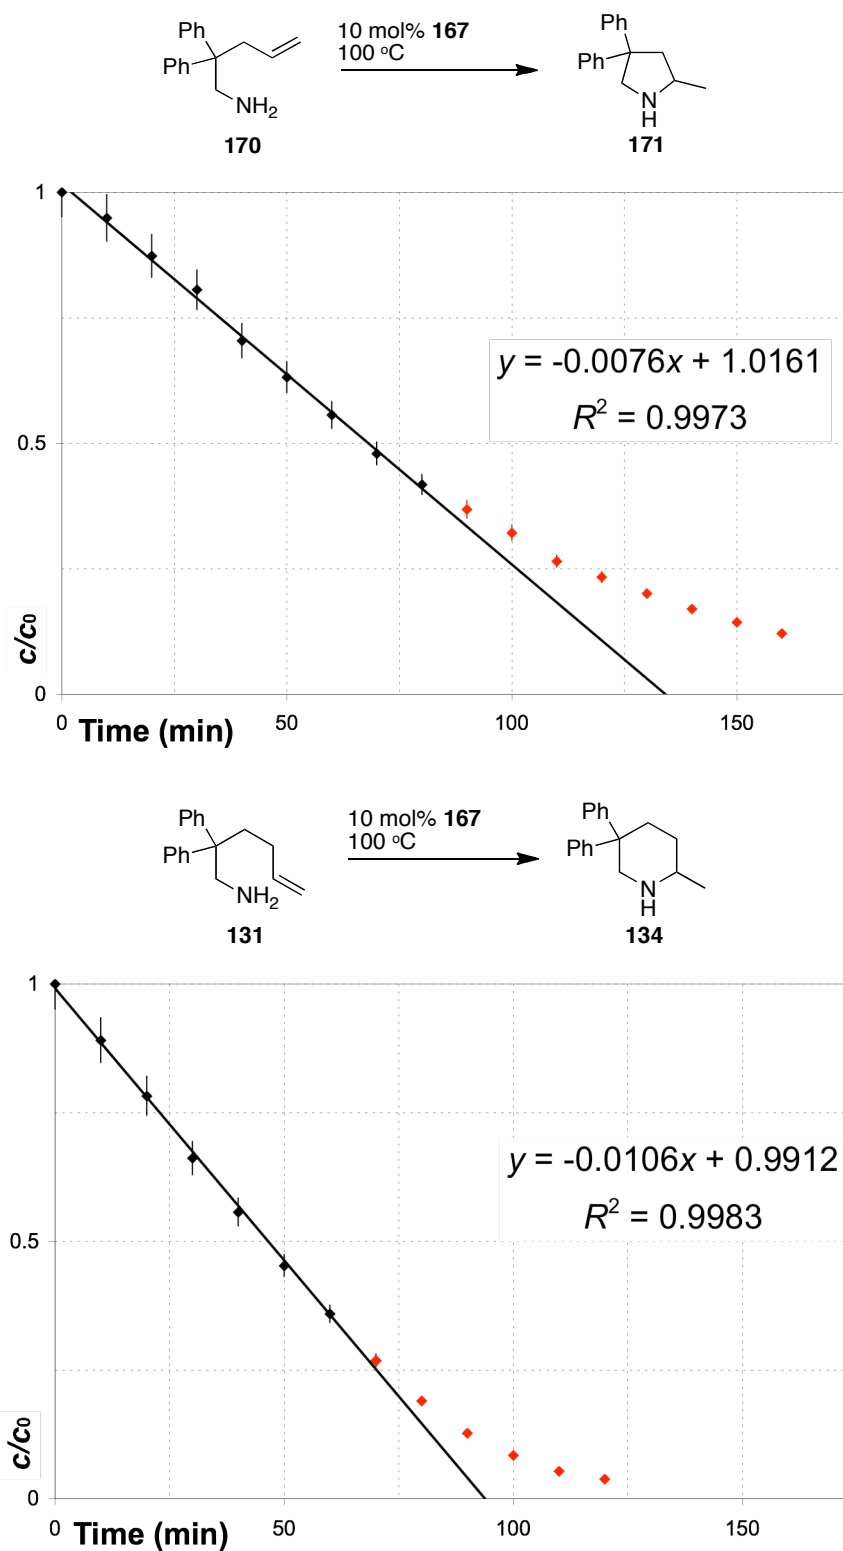 Ph
Ph
NH2
170
10 mol% 167
100 °C
Ph
Ph
N
H
171
1
y = -0.0076x + 1.0161
R² = 0.9973
0.5
c/c0
0
0
50
100
150
Time (min)
Ph
Ph
NH2
131
10 mol% 167
100 °C
Ph
Ph
N
H
134
1
y = -0.0106x + 0.9912
R² = 0.9983
0.5
c/c0
0
0
50
100
150
Time (min)